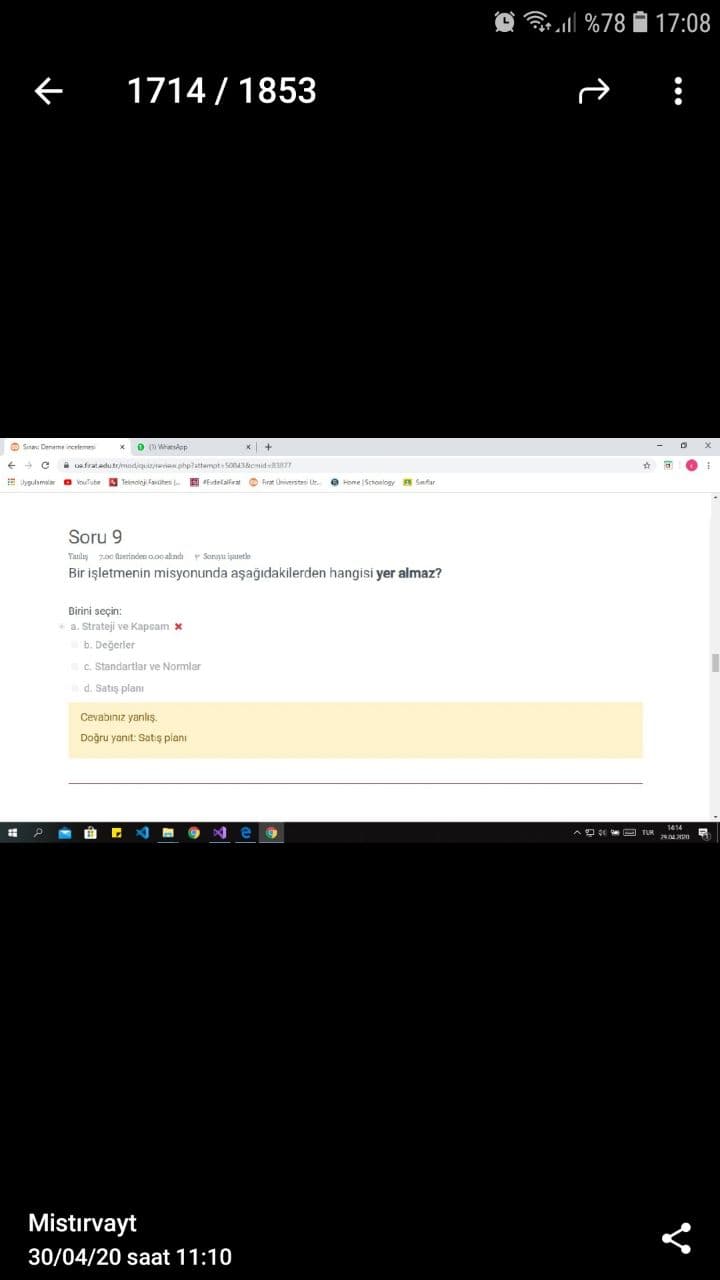 %78 17:08
1714 / 1853
Sınav Deneme incelemesi
(1) WhatsApp
ue.firat.edu.tr/mod/quiz/review.php?attempt=50843&cmid=83877
Uygulamalar YouTube Teknoloji Fakültesi (... #EvdeKalFırat Fırat Üniversitesi Uz... Home | Schoology Sınıflar
Soru 9
Yanlış 7,00 üzerinden 0,00 alındı Soruyu işaretle
Bir işletmenin misyonunda aşağıdakilerden hangisi yer almaz?
Birini seçin:
a. Strateji ve Kapsam
b. Değerler
c. Standartlar ve Normlar
d. Satış planı
Cevabınız yanlış.
Doğru yanıt: Satış planı
TUR
14:14
29.04.2020
Mistırvayt
30/04/20 saat 11:10